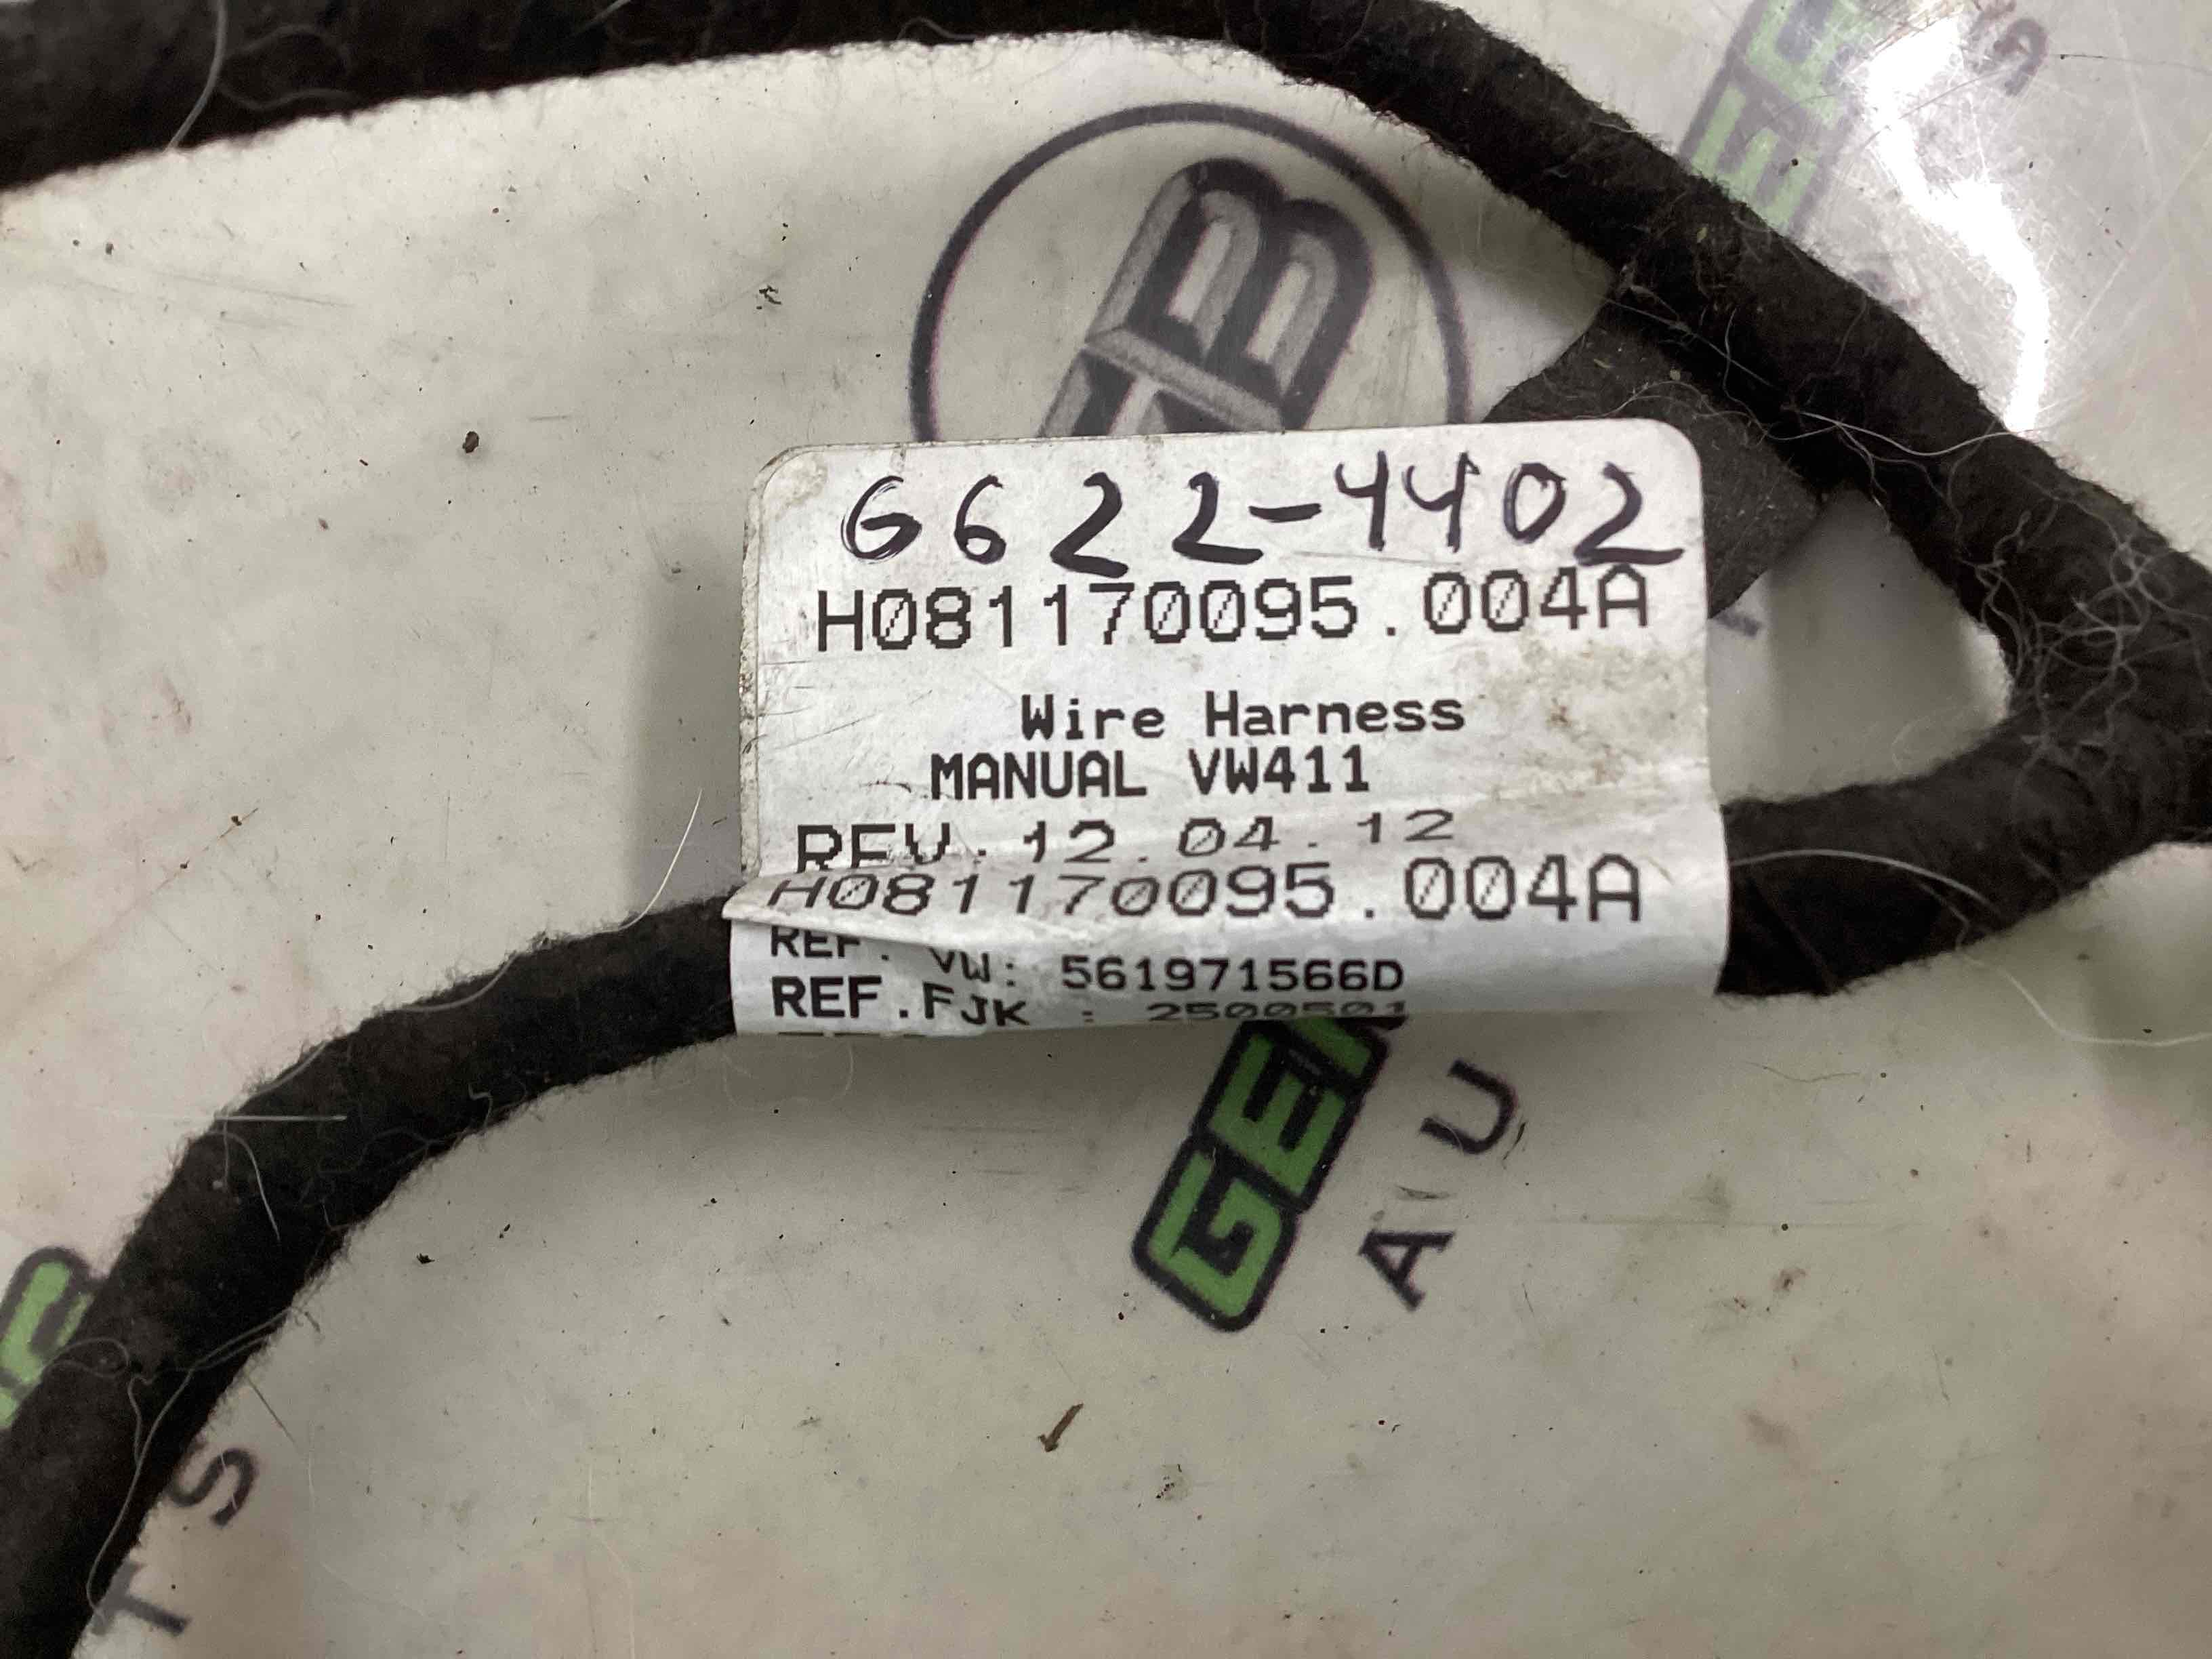 G622-4402
H081170095.004A
Wire Harness
MANUAL VW411
REV. 12.04.12
H081170095.004A
REF. VW: 561971566D
REF.FJK : 2500501